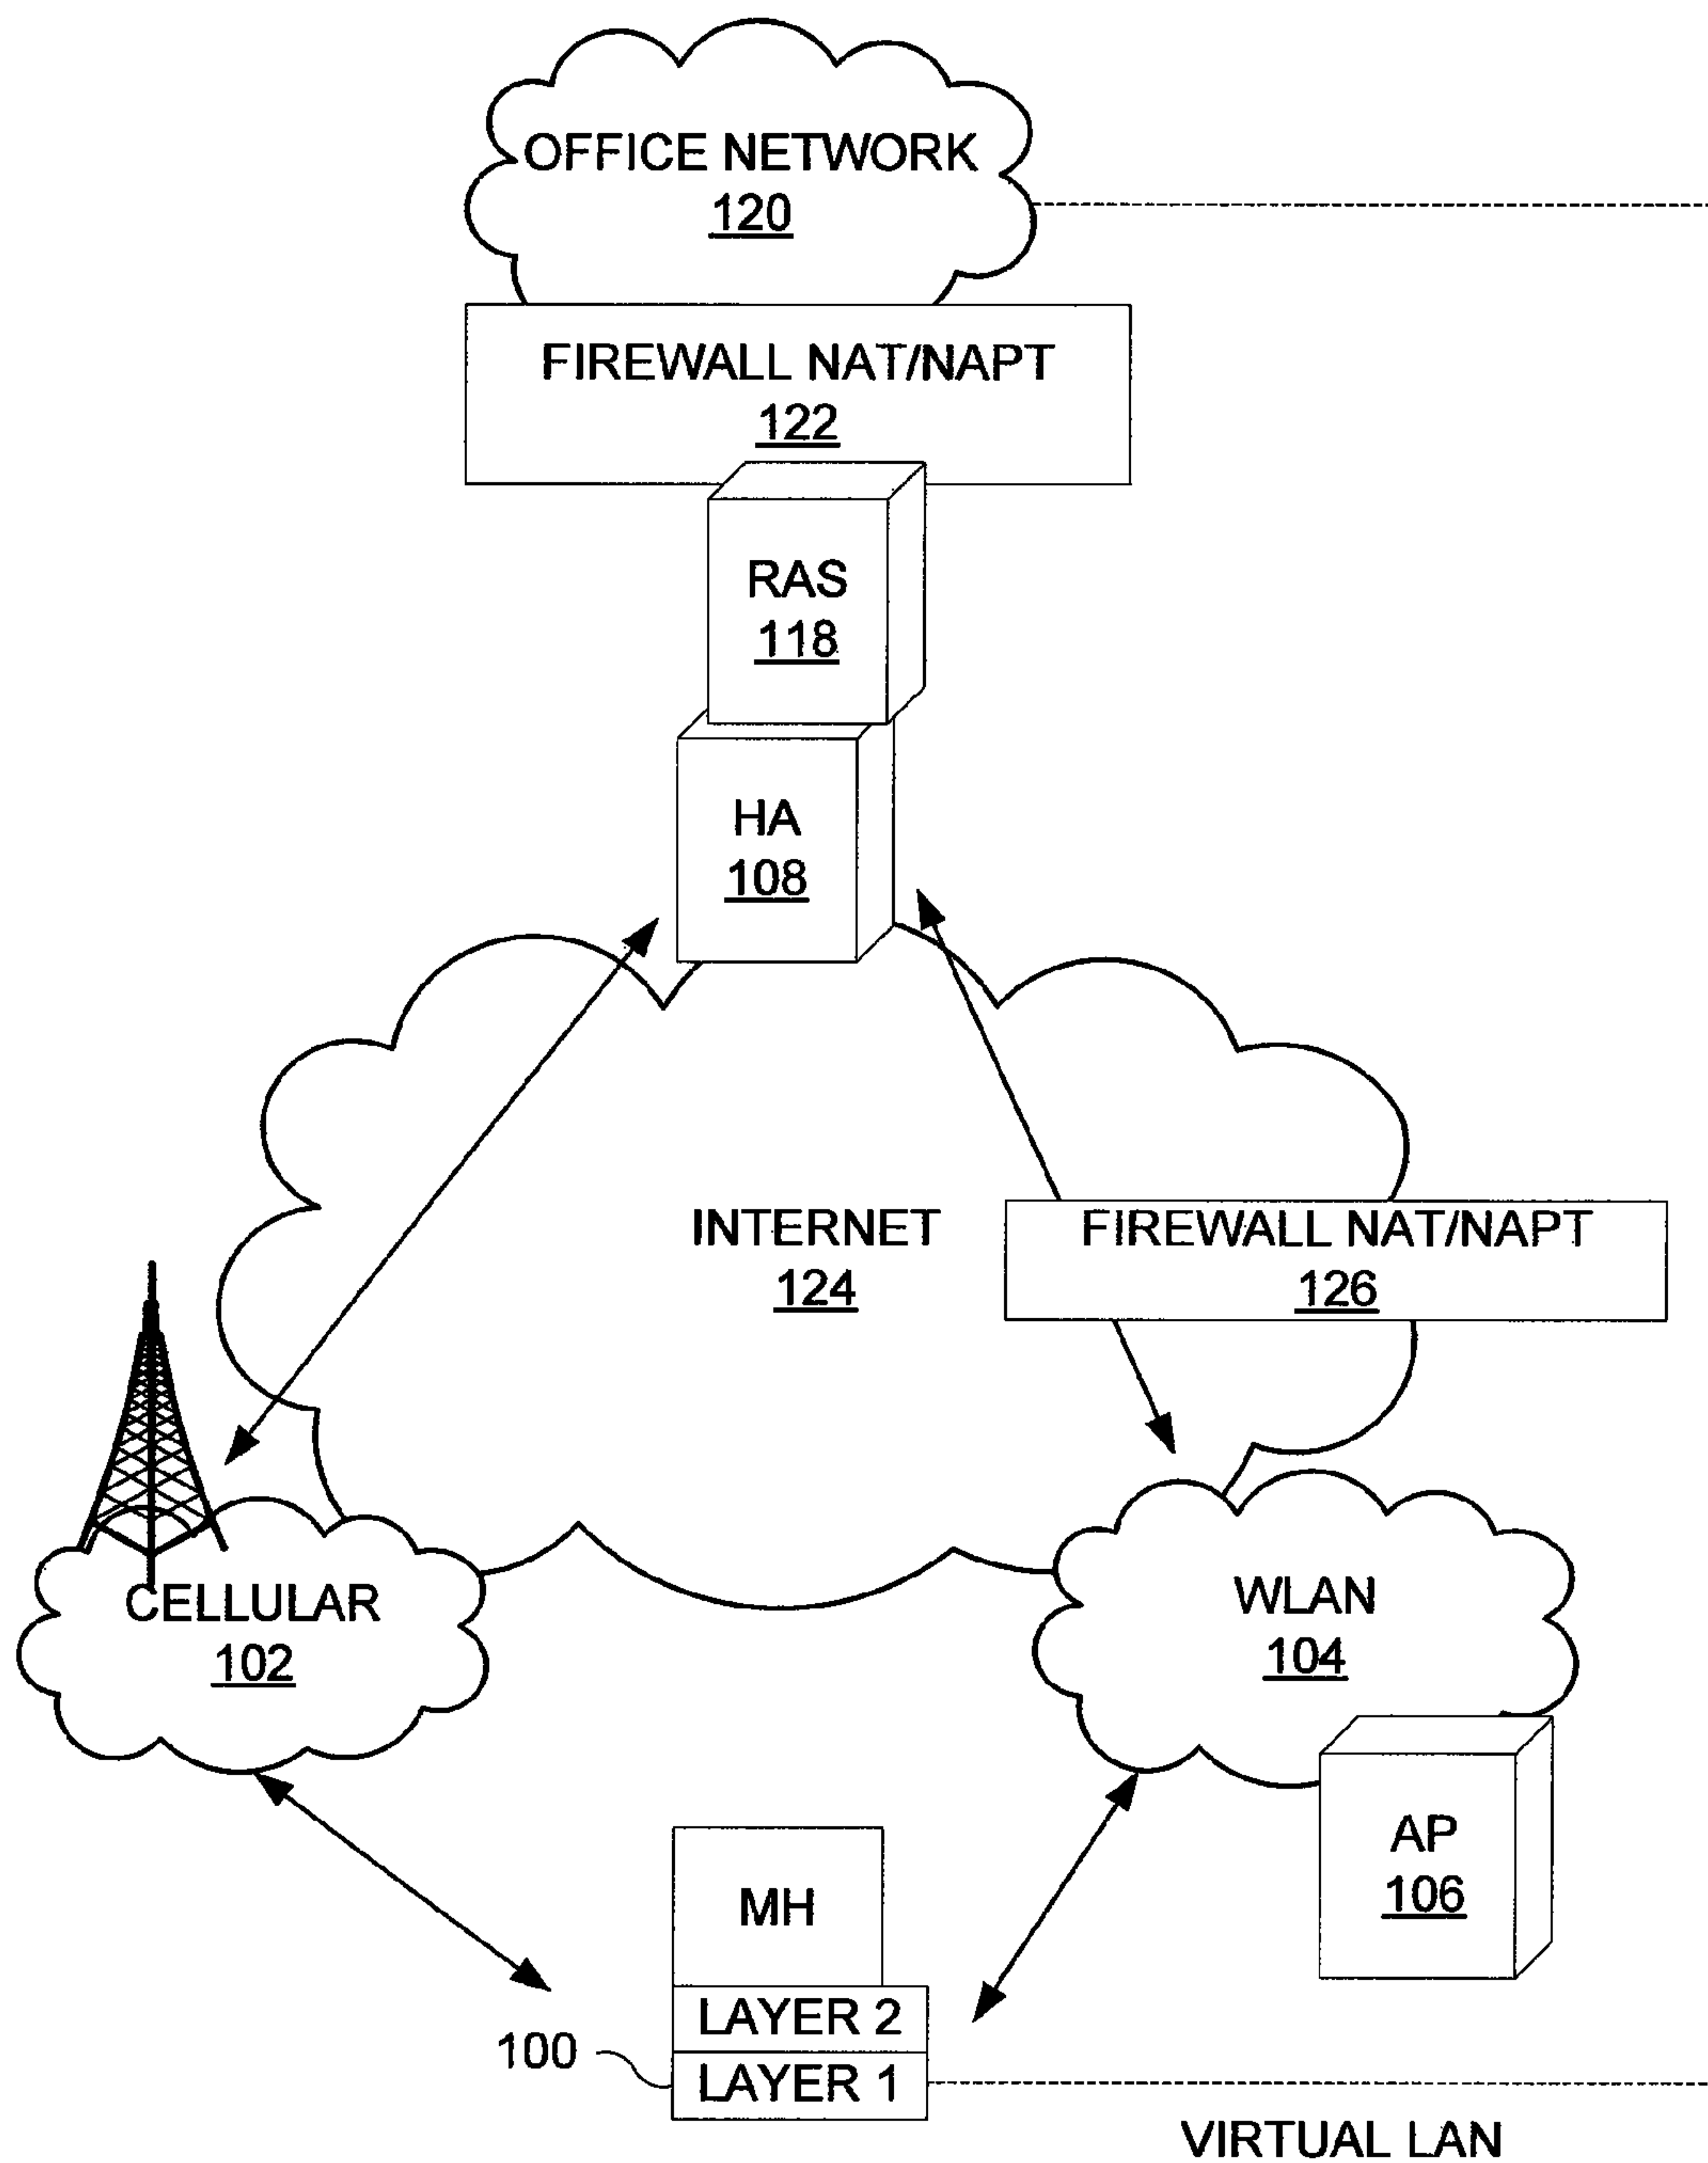 OFFICE NETWORK
120
FIREWALL NAT/NAPT
122
RAS
118
HA
108
INTERNET
124
FIREWALL NAT/NAPT
126
CELLULAR
102
WLAN
104
AP
106
MH
LAYER 2
100
LAYER 1
VIRTUAL LAN